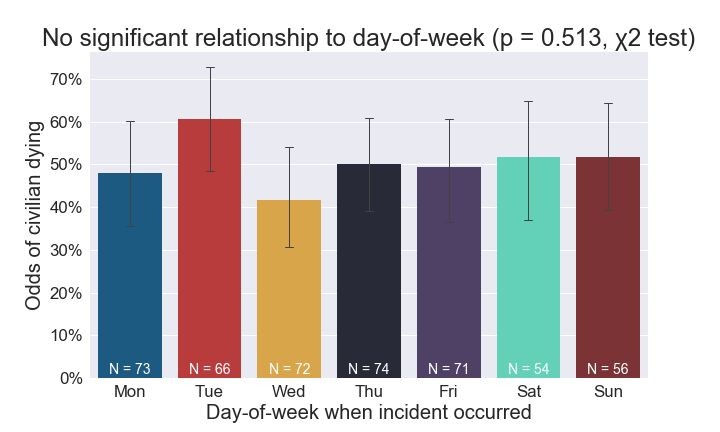 No significant relationship to day-of-week (p = 0.513, χ2 test)
Odds of civilian dying
70%
60%
50%
40%
30%
20%
10%
0%
N = 73 N = 66 N = 72 N = 74 N = 71 N = 54 N = 56
Mon Tue Wed Thu Fri Sat Sun
Day-of-week when incident occurred